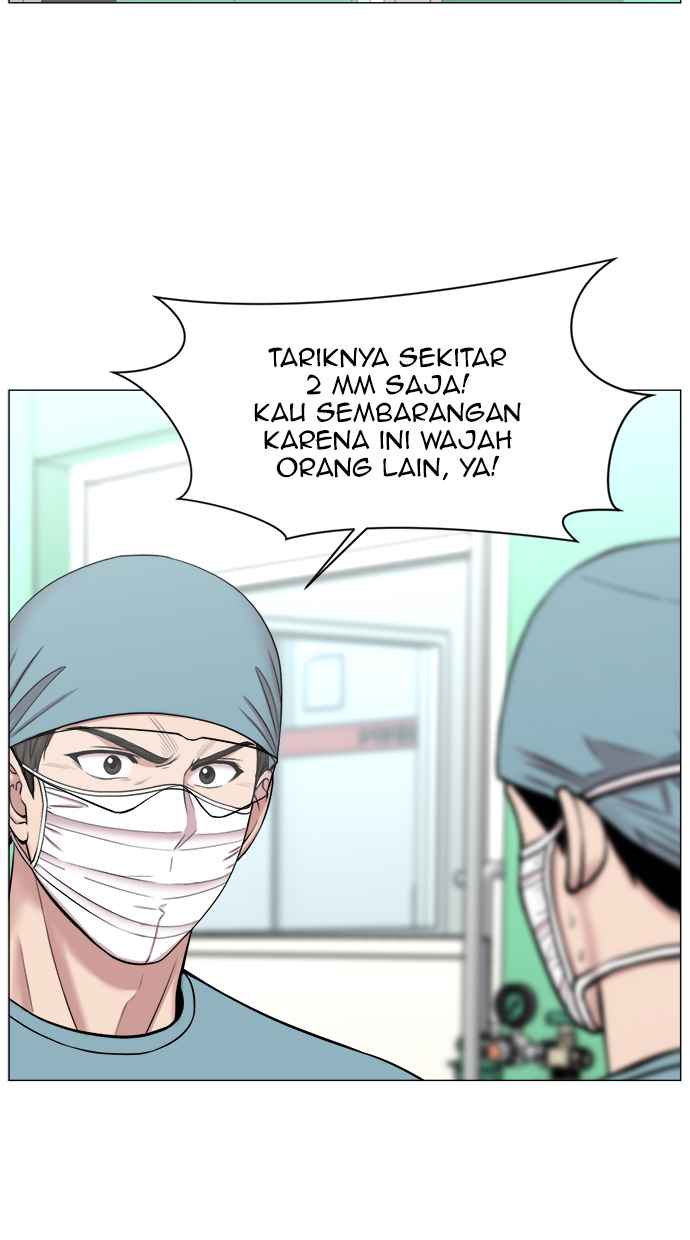 TARIKNYA SEKITAR
2 MM SAJA!
KAU SEMBARANGAN
KARENA INI WAJAH
ORANG LAIN, YA!